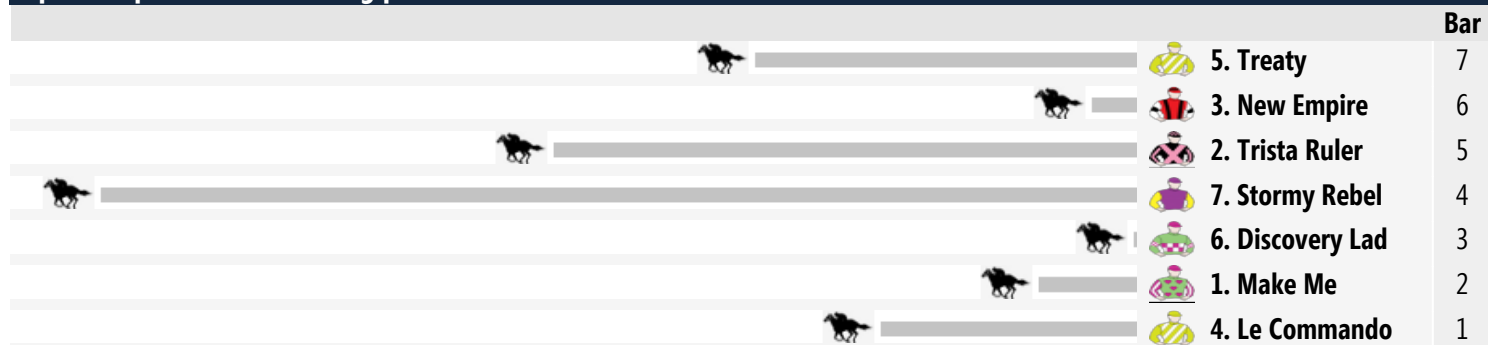 Bar
5. Treaty 7
3. New Empire 6
2. Trista Ruler 5
7. Stormy Rebel 4
6. Discovery Lad 3
1. Make Me 2
4. Le Commando 1